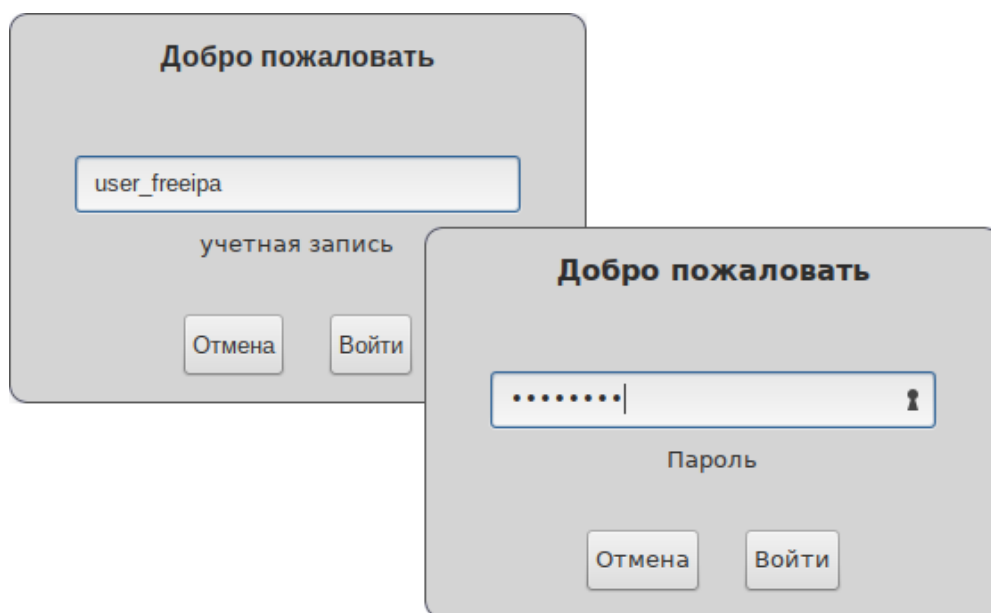 Добро пожаловать
user_freeipa
учетная запись
Отмена Войти
Добро пожаловать
••••••••
Пароль
Отмена Войти